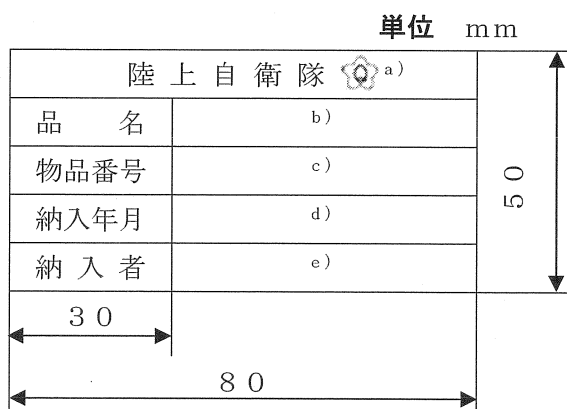 単位 mm
陸上自衛隊 a)
品名 b)
物品番号 c)
納入年月 d)
納入者 e)
50
30
80